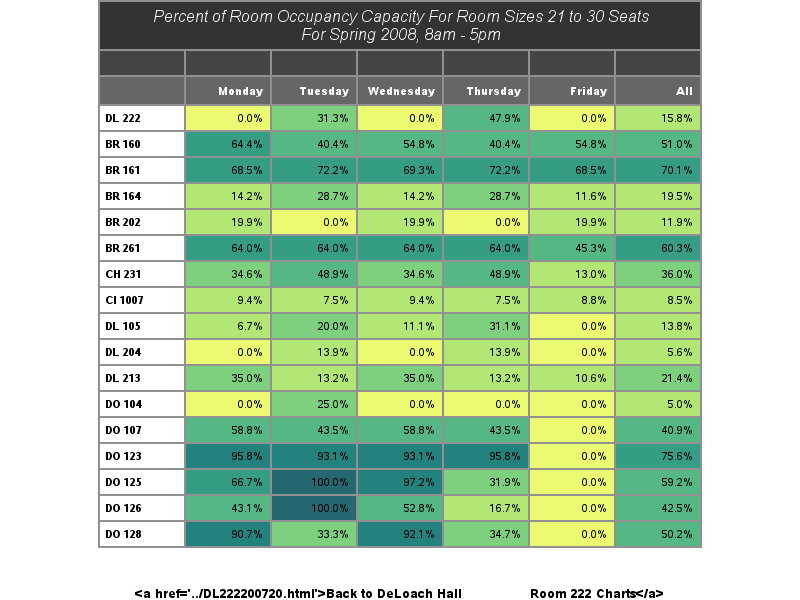 Percent of Room Occupancy Capacity For Room Sizes 21 to 30 Seats
For Spring 2008, 8am - 5pm
Monday Tuesday Wednesday Thursday Friday All
DL 222 0.0% 31.3% 0.0% 47.9% 0.0% 15.8%
BR 160 64.4% 40.4% 54.8% 40.4% 54.8% 51.0%
BR 161 68.5% 72.2% 69.3% 72.2% 68.5% 70.1%
BR 164 14.2% 28.7% 14.2% 28.7% 11.6% 19.5%
BR 202 19.9% 0.0% 19.9% 0.0% 19.9% 11.9%
BR 261 64.0% 64.0% 64.0% 64.0% 45.3% 60.3%
CH 231 34.6% 48.9% 34.6% 48.9% 13.0% 36.0%
CI 1007 9.4% 7.5% 9.4% 7.5% 8.8% 8.5%
DL 105 6.7% 20.0% 11.1% 31.1% 0.0% 13.8%
DL 204 0.0% 13.9% 0.0% 13.9% 0.0% 5.6%
DL 213 35.0% 13.2% 35.0% 13.2% 10.6% 21.4%
DO 104 0.0% 25.0% 0.0% 0.0% 0.0% 5.0%
DO 107 58.8% 43.5% 58.8% 43.5% 0.0% 40.9%
DO 123 95.8% 93.1% 93.1% 95.8% 0.0% 75.6%
DO 125 66.7% 100.0% 97.2% 31.9% 0.0% 59.2%
DO 126 43.1% 100.0% 52.8% 16.7% 0.0% 42.5%
DO 128 90.7% 33.3% 92.1% 34.7% 0.0% 50.2%
<a href='../DL222200720.html'>Back to DeLoach Hall Room 222 Charts</a>